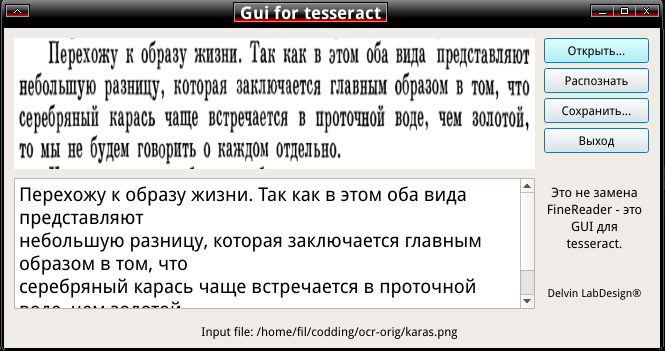 Gui for tesseract
Перехожу к образу жизни. Так как в этом оба вида представляют
небольшую разницу, которая заключается главным образом в том, что
серебряный карась чаще встречается в проточной воде, чем золотой,
то мы не будем говорить о каждом отдельно.
Открыть...
Распознать
Сохранить...
Выход
Перехожу к образу жизни. Так как в этом оба вида
представляют
небольшую разницу, которая заключается главным
образом в том, что
серебряный карась чаще встречается в проточной
воде, чем золотой
Это не замена
FineReader - это
GUI для
tesseract.
Delvin LabDesign®
Input file: /home/fil/codding/ocr-orig/karas.png